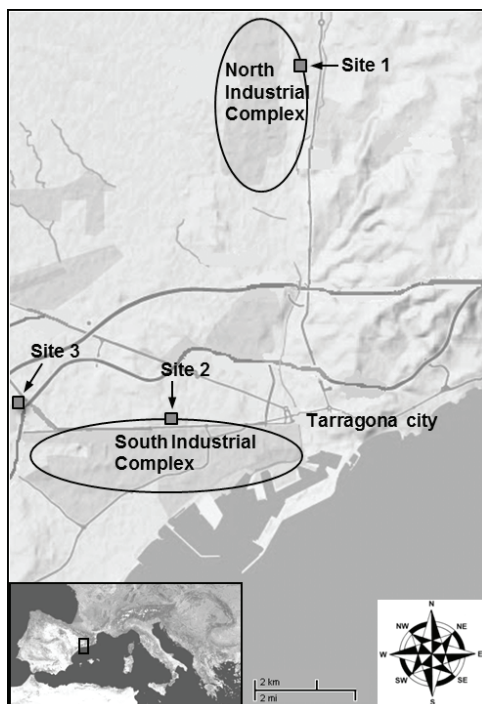 North
Industrial
Complex
Site 1
Site 3
Site 2
Tarragona city
South Industrial
Complex
2 km
2 mi
N
NW
NE
W
E
SW
SE
S